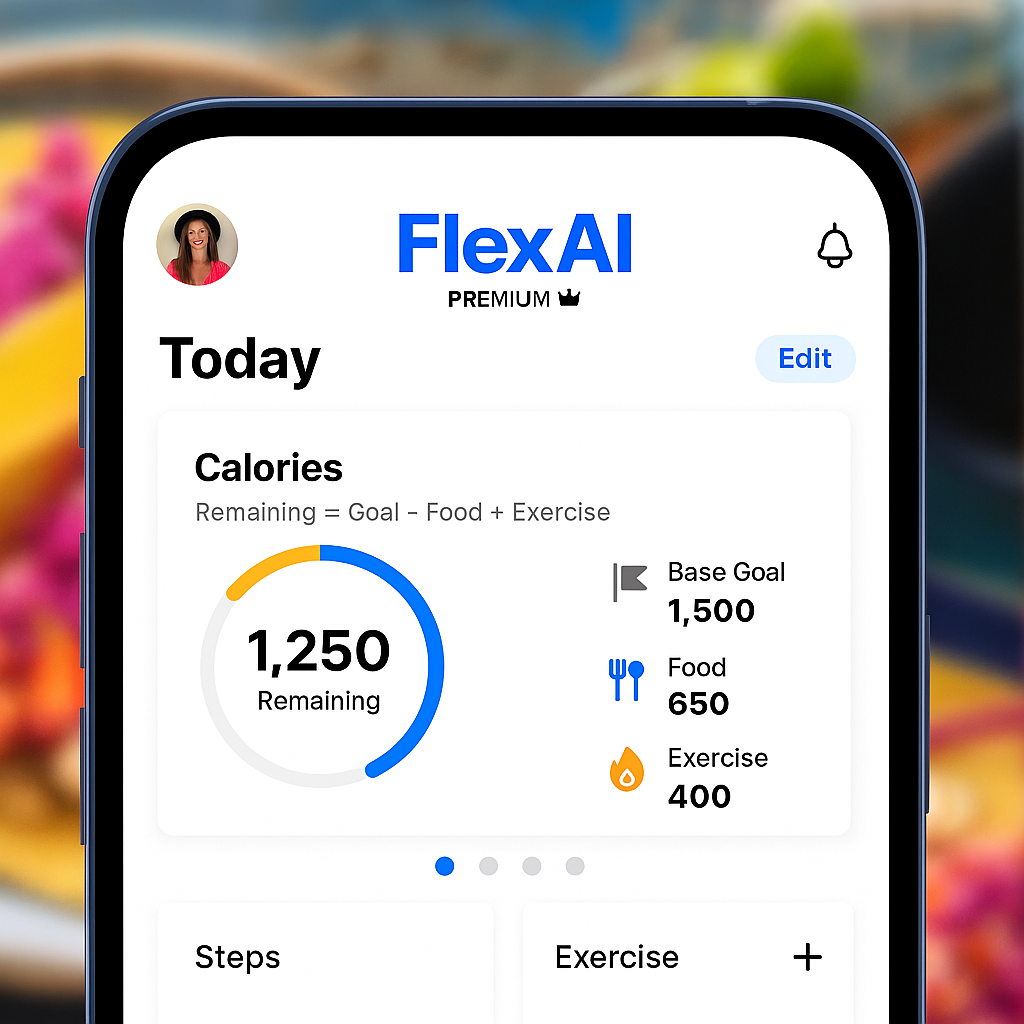 FlexAI
PREMIUM
Today
Edit
Calories
Remaining = Goal - Food + Exercise
1,250
Remaining
Base Goal
1,500
Food
650
Exercise
400
Steps
Exercise +